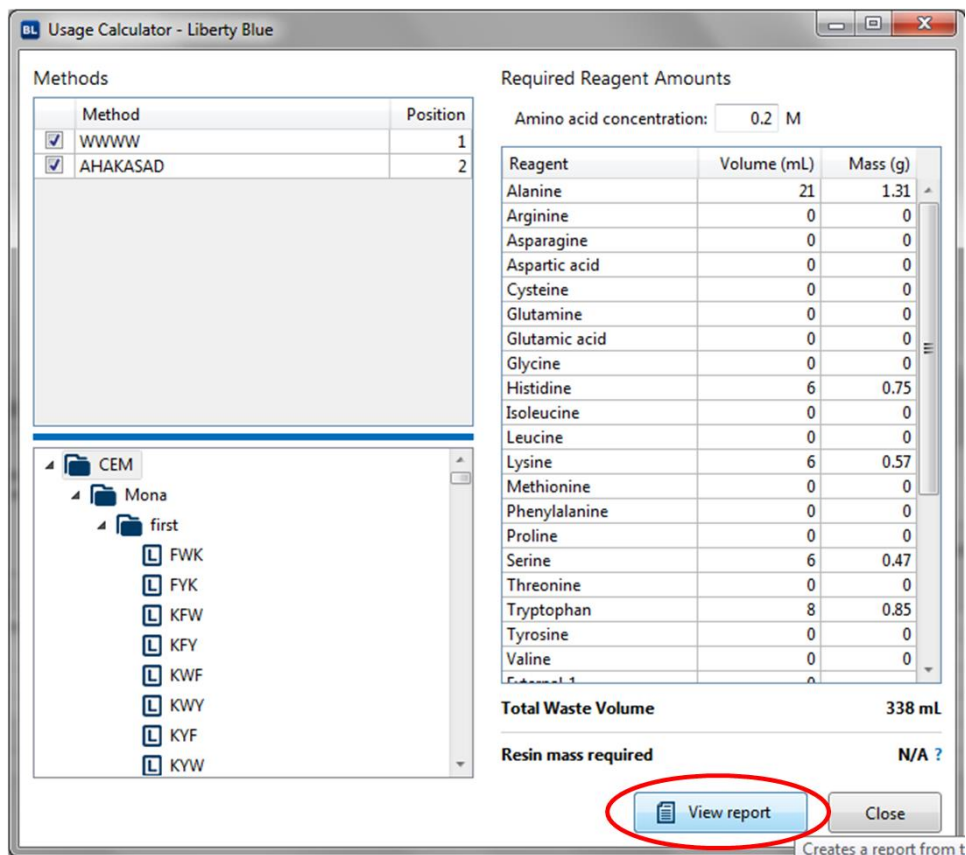 BL Usage Calculator - Liberty Blue
Methods
Method Position
WWWW 1
AHAKASAD 2
CEM
Mona
first
L FWK
L FYK
L KFW
L KFY
L KWF
L KWY
L KYF
L KYW
Required Reagent Amounts
Amino acid concentration: 0.2 M
Reagent Volume (mL) Mass (g)
Alanine 21 1.31
Arginine 0 0
Asparagine 0 0
Aspartic acid 0 0
Cysteine 0 0
Glutamine 0 0
Glutamic acid 0 0
Glycine 0 0
Histidine 6 0.75
Isoleucine 0 0
Leucine 0 0
Lysine 6 0.57
Methionine 0 0
Phenylalanine 0 0
Proline 0 0
Serine 6 0.47
Threonine 0 0
Tryptophan 8 0.85
Tyrosine 0 0
Valine 0 0
External 1 0
Total Waste Volume 338 mL
Resin mass required N/A ?
View report Close
Creates a report from t